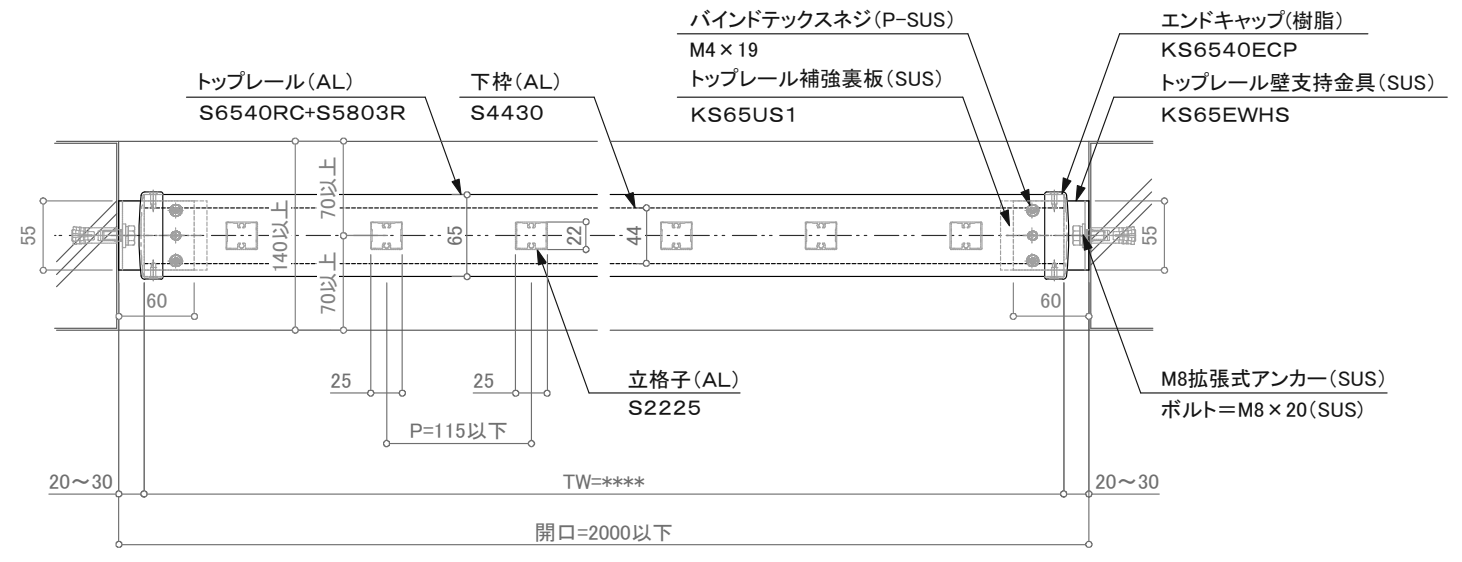 バインドテックスネジ(P-SUS)
M4×19
トップレール補強裏板(SUS)
KS65US1
エンドキャップ(樹脂)
KS6540ECP
トップレール壁支持金具(SUS)
KS65EWHS
トップレール(AL)
S6540RC+S5803R
下枠(AL)
S4430
70以上
140以上
70以上
55
65
22
44
55
60
60
25
25
立格子(AL)
S2225
M8拡張式アンカー(SUS)
ボルト=M8×20(SUS)
P=115以下
20~30
TW=****
20~30
開口=2000以下